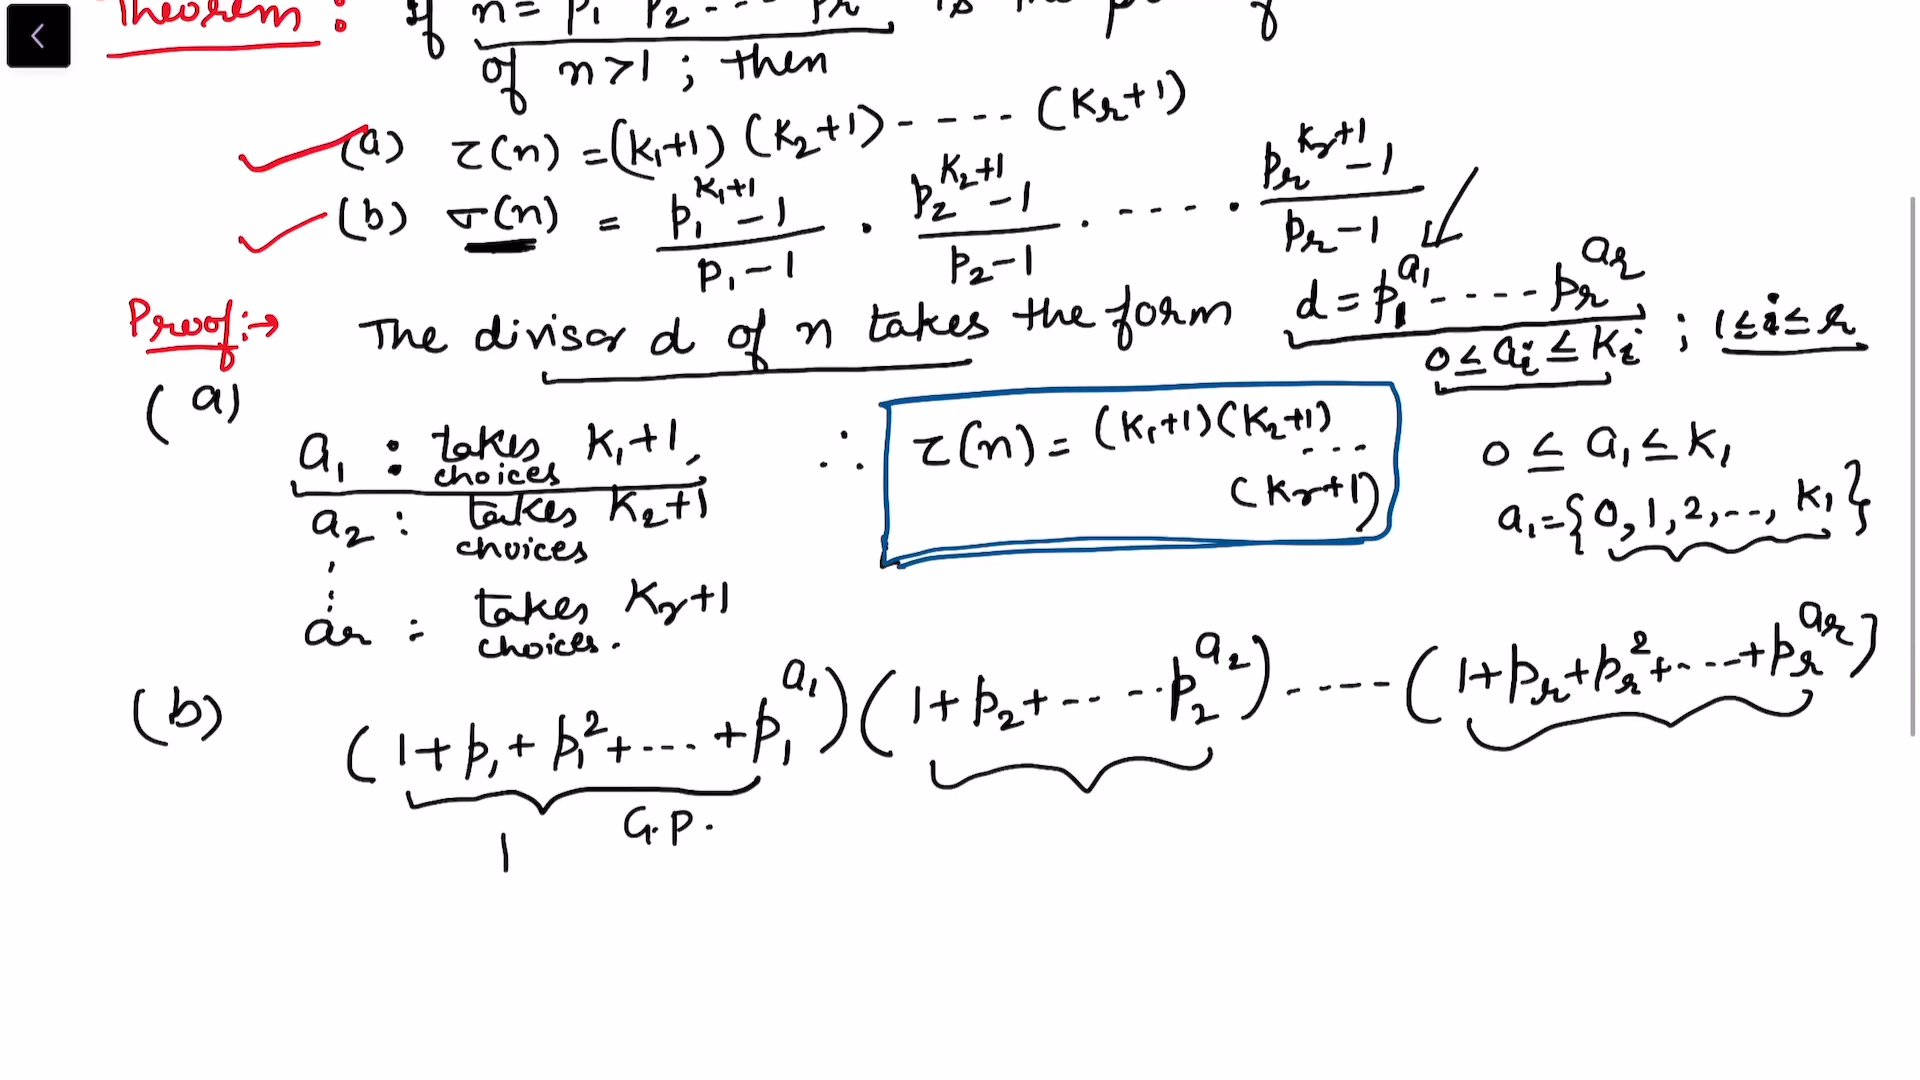 Theorem : If n = p₁ p₂ ---- pᵣ is the
of n>1 ; then
(a) τ(n) = (k₁+1) (k₂+1) ----- (kᵣ+1)
(b) σ(n) = p₁^(k₁+1) - 1 / p₁ - 1 · p₂^(k₂+1) - 1 / p₂ - 1 · ---- · pᵣ^(kᵣ+1) - 1 / pᵣ - 1
Proof :→ The divisor d of n takes the form d = p₁^a₁ ----- pᵣ^aᵣ ; 1≤i≤r
0 ≤ aᵢ ≤ kᵢ
(a)
a₁ : takes k₁+1, choices
a₂ : takes k₂+1 choices
⋮
aᵣ : takes kᵣ+1 choices.
∴ τ(n) = (k₁+1)(k₂+1) ... (kᵣ+1)
0 ≤ a₁ ≤ k₁
a₁={0,1,2,--, k₁}
(b) (1+p₁+p₁²+----+p₁^a₁)(1+p₂+-----p₂^a₂)-----(1+pᵣ+pᵣ²+----+pᵣ^aᵣ)
G.P.
1